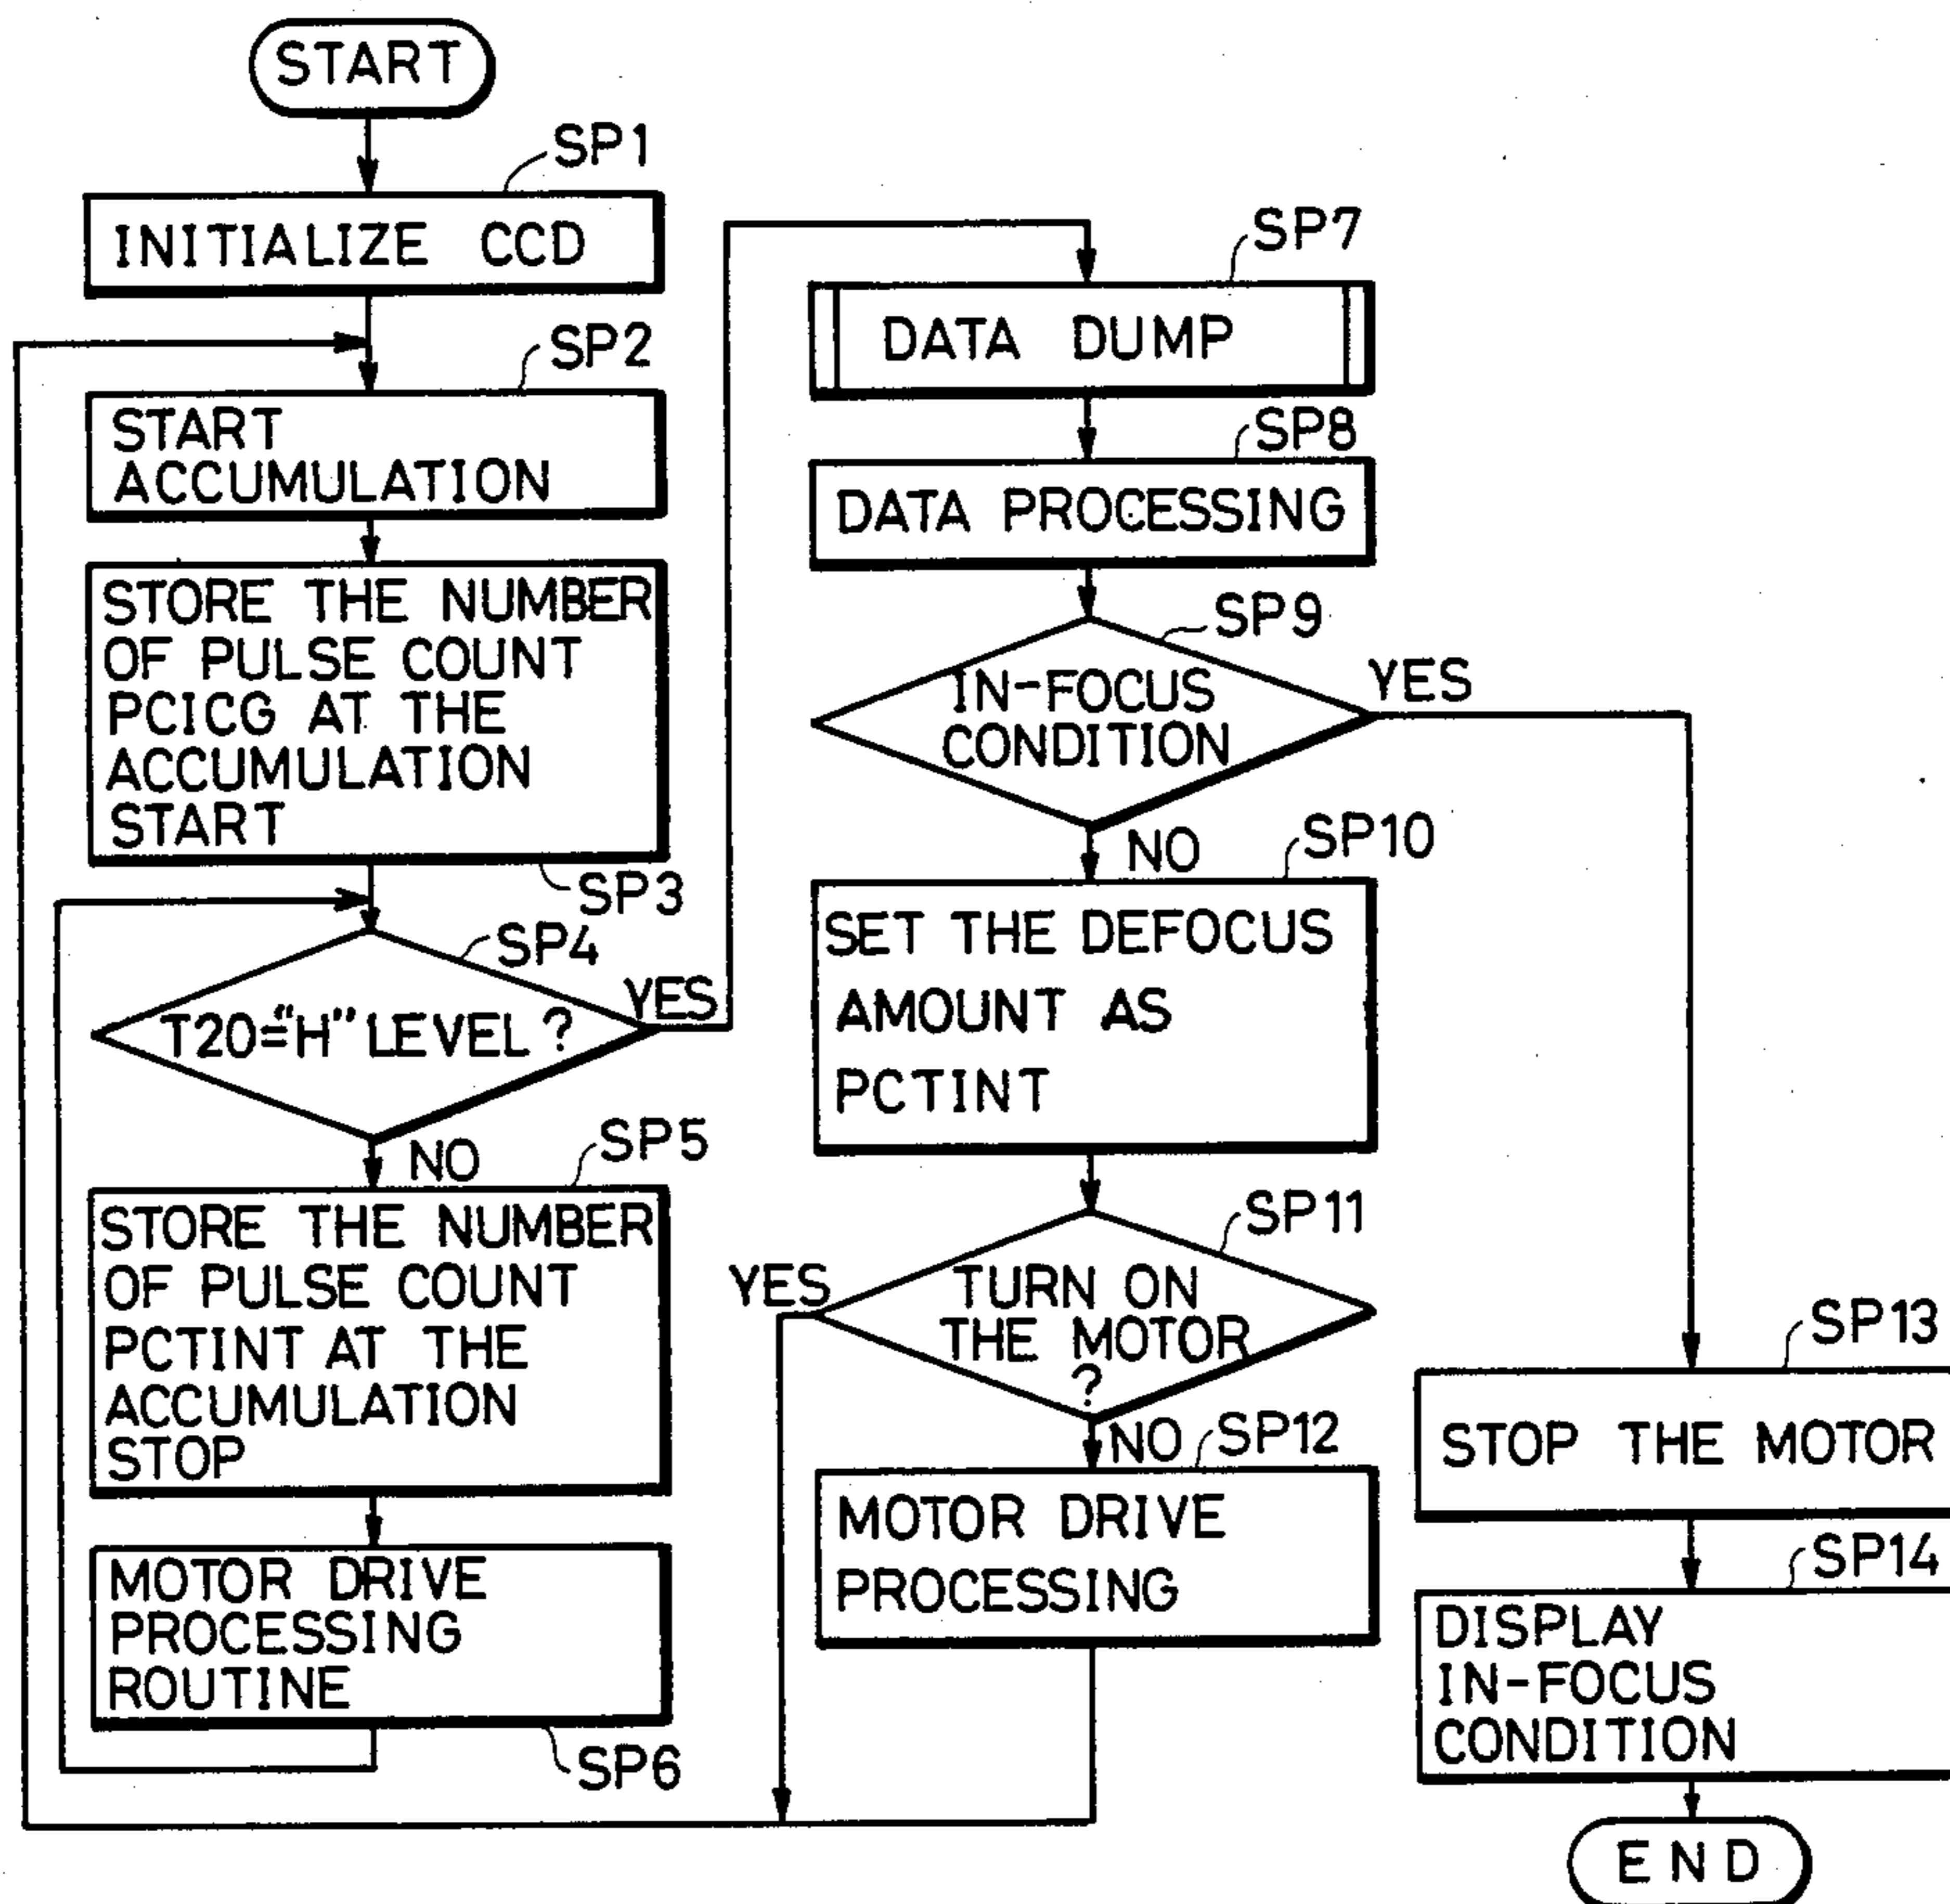 START
SP1
INITIALIZE CCD
SP2
START
ACCUMULATION
STORE THE NUMBER
OF PULSE COUNT
PCICG AT THE
ACCUMULATION
START
SP3
SP4
T20="H" LEVEL ?
YES
NO
SP5
STORE THE NUMBER
OF PULSE COUNT
PCTINT AT THE
ACCUMULATION
STOP
MOTOR DRIVE
PROCESSING
ROUTINE
SP6
SP7
DATA DUMP
SP8
DATA PROCESSING
SP9
IN-FOCUS
CONDITION
YES
NO
SP10
SET THE DEFOCUS
AMOUNT AS
PCTINT
SP11
TURN ON
THE MOTOR
?
YES
NO
SP12
MOTOR DRIVE
PROCESSING
SP13
STOP THE MOTOR
SP14
DISPLAY
IN-FOCUS
CONDITION
END